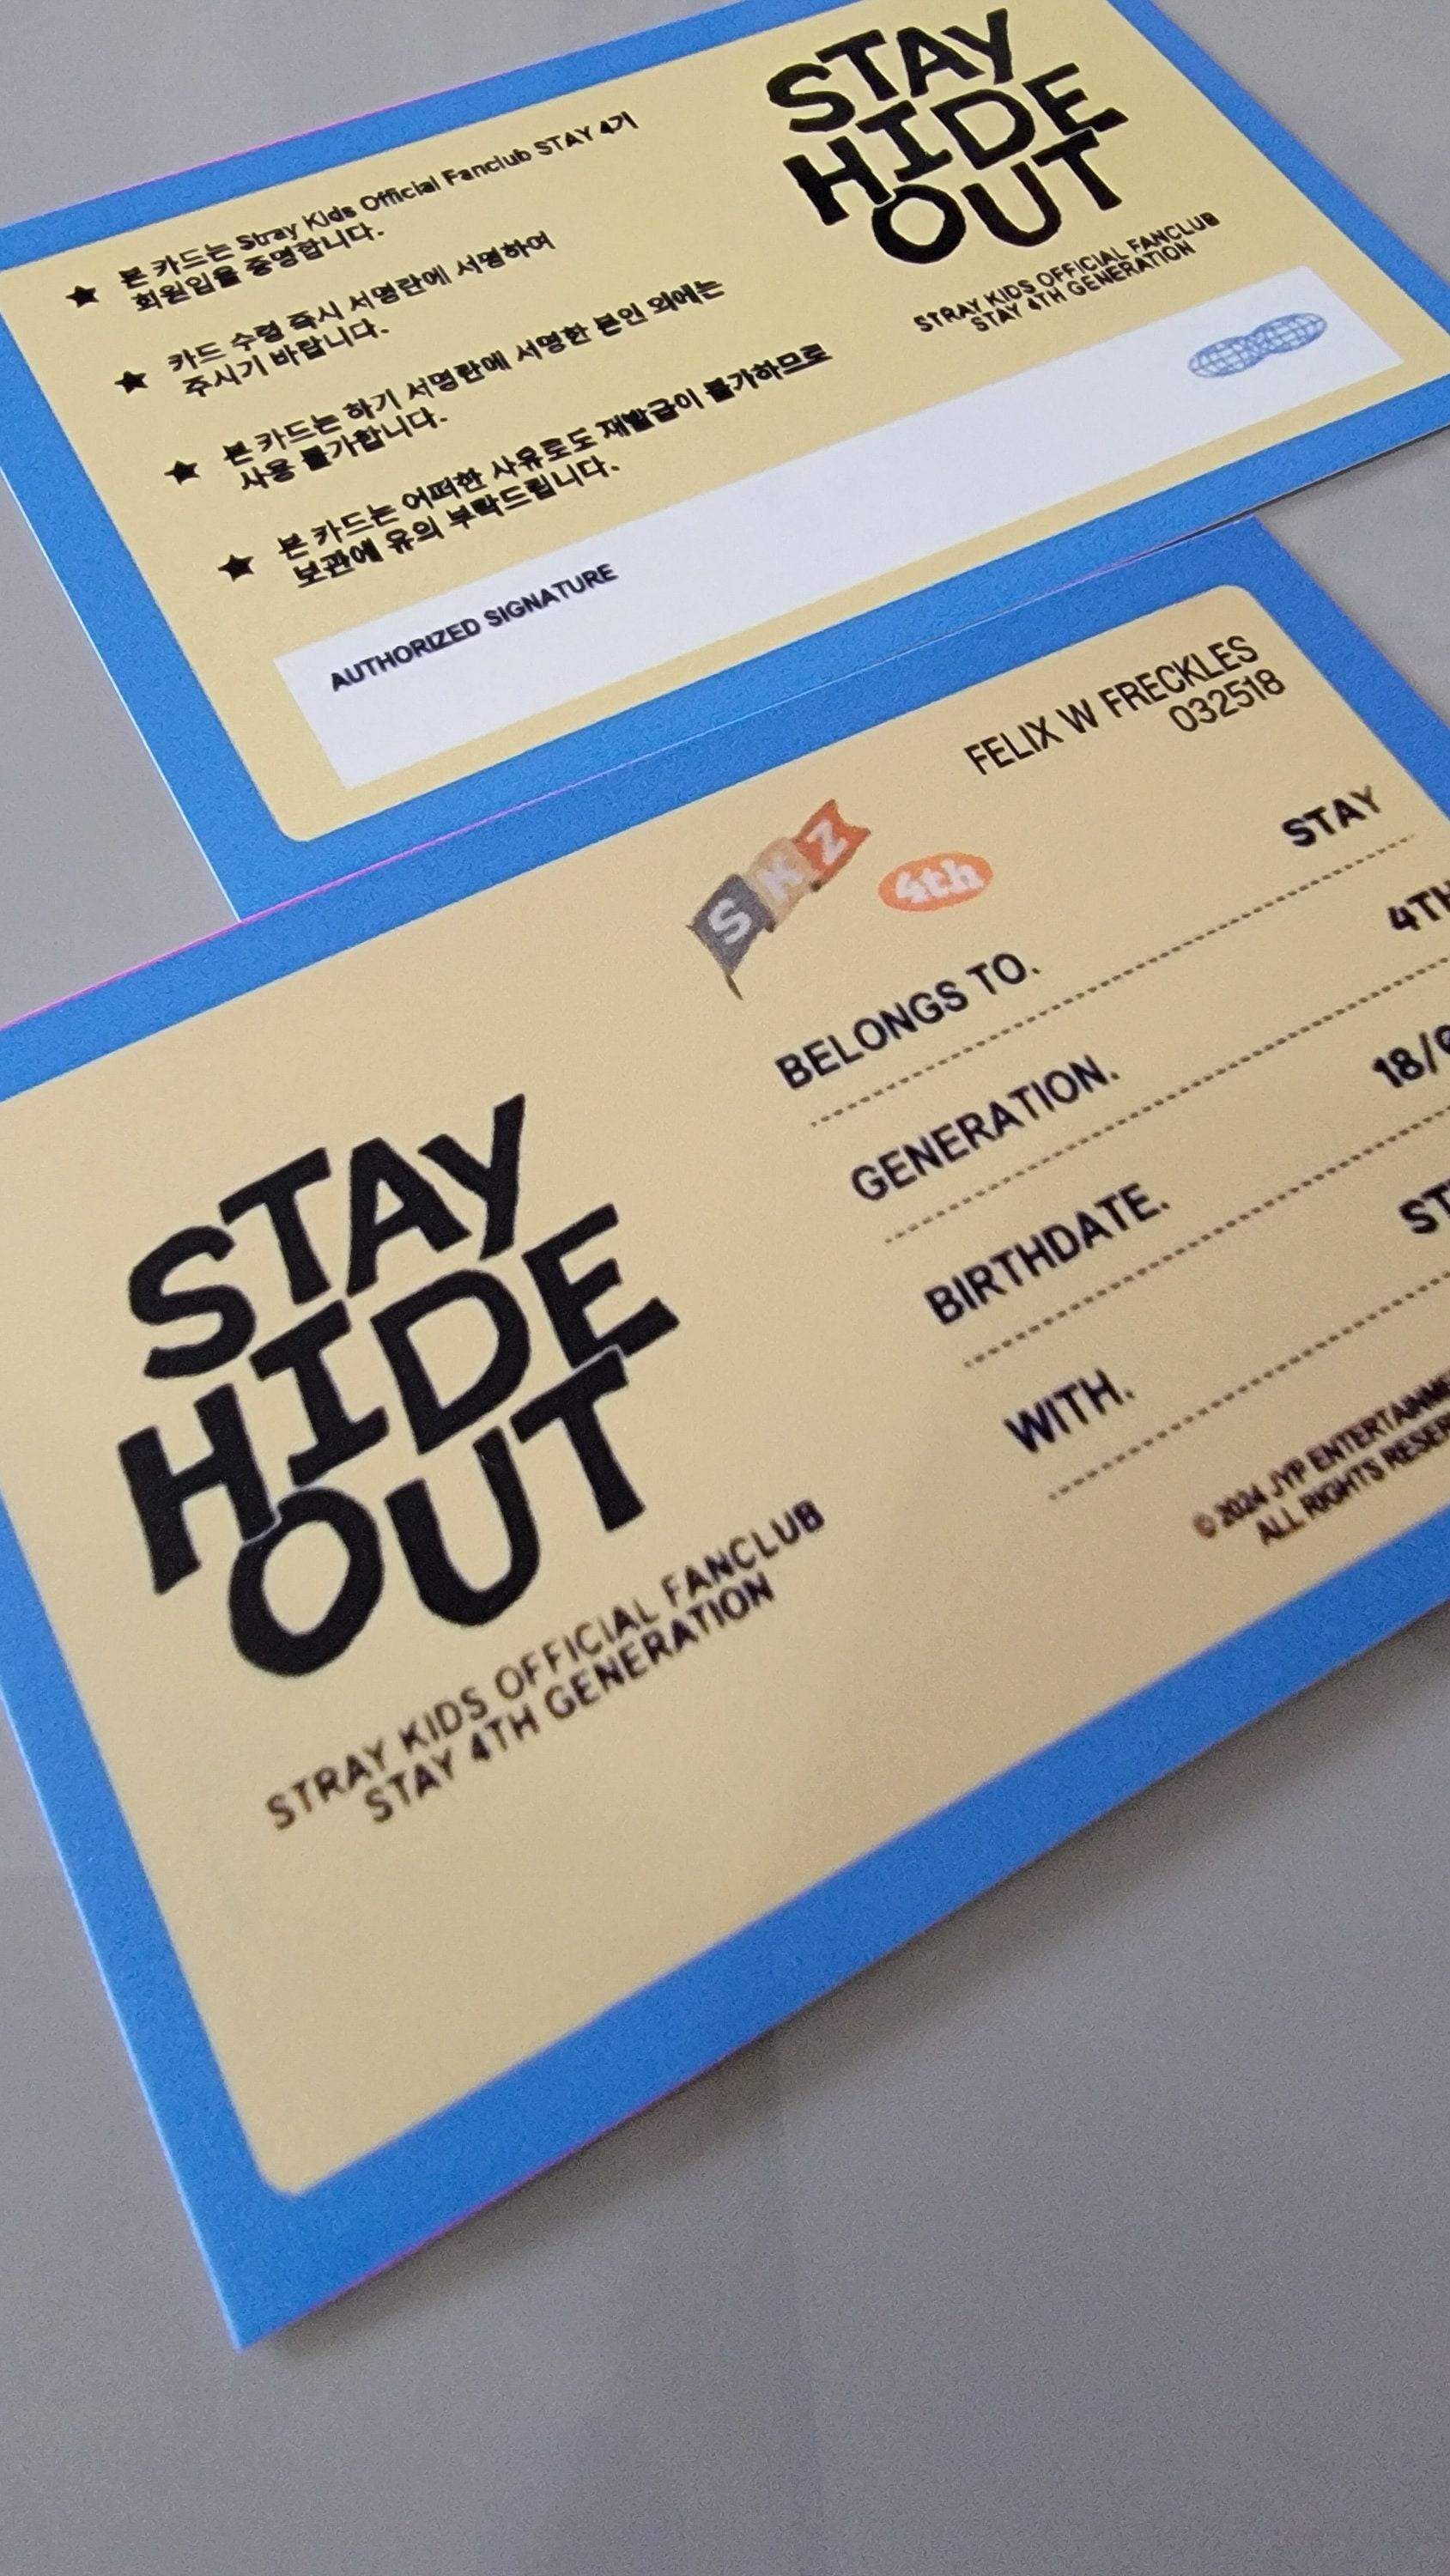 STAY
HIDE
OUT
STRAY KIDS OFFICIAL FANCLUB
STAY 4TH GENERATION
★ 본 카드는 Stray Kids Official Fanclub STAY 4기
회원임을 증명합니다.
★ 카드 수령 즉시 서명란에 서명하여
주시기 바랍니다.
★ 본 카드는 하기 서명란에 서명한 본인 외에는
사용 불가합니다.
★ 본 카드는 어떠한 사유로도 재발급이 불가하므로
보관에 유의 부탁드립니다.
AUTHORIZED SIGNATURE
FELIX W FRECKLES
032518
SKZ
4th
BELONGS TO. STAY
GENERATION. 4TH
BIRTHDATE. 18/
WITH. ST
© 2024 JYP ENTERTAINME
ALL RIGHTS RESER
STAY
HIDE
OUT
STRAY KIDS OFFICIAL FANCLUB
STAY 4TH GENERATION